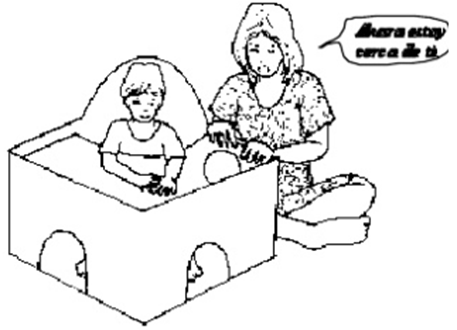 Ahora estoy
cerca de ti.